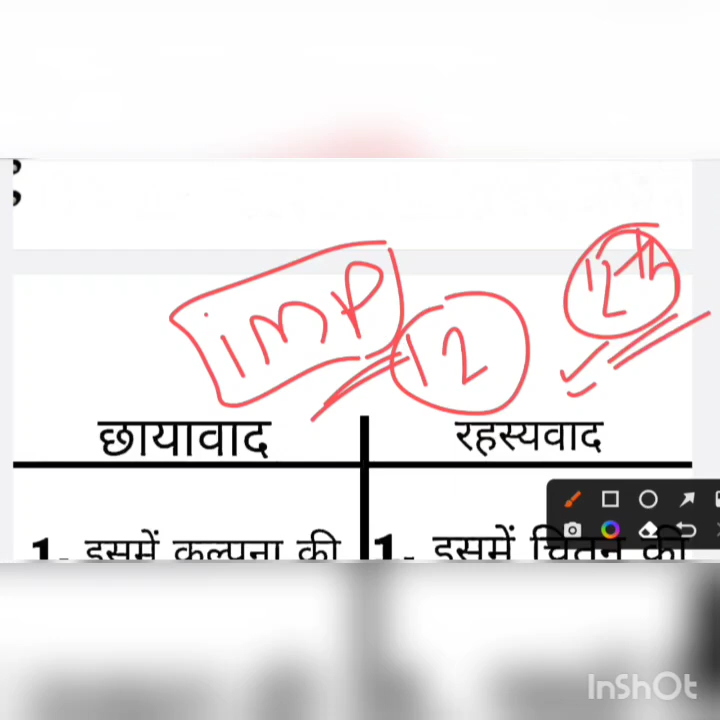 imp
12
12th
छायावाद रहस्यवाद
1- इसमें कल्पना की 1- इसमें चिंतन की
InShOt